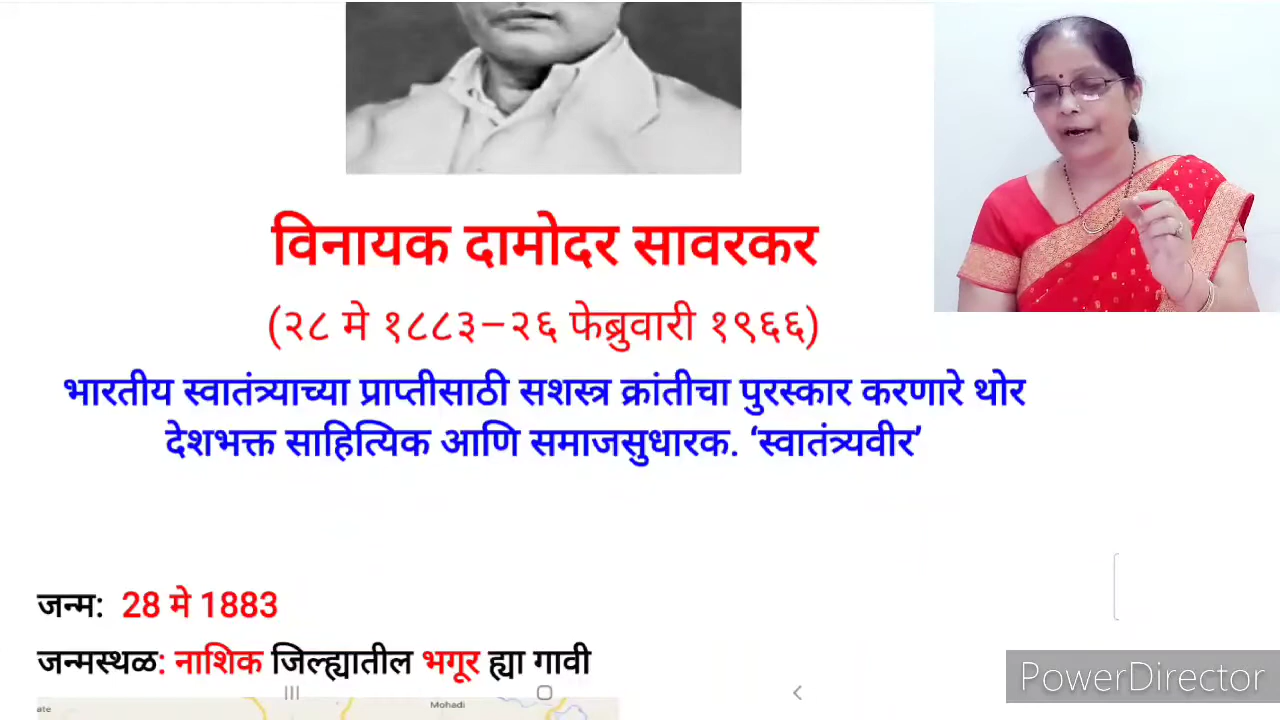 विनायक दामोदर सावरकर
(२८ मे १८८३–२६ फेब्रुवारी १९६६)
भारतीय स्वातंत्र्याच्या प्राप्तीसाठी सशस्त्र क्रांतीचा पुरस्कार करणारे थोर
देशभक्त साहित्यिक आणि समाजसुधारक. ‘स्वातंत्र्यवीर’
जन्म: 28 मे 1883
जन्मस्थळ: नाशिक जिल्ह्यातील भगूर ह्या गावी
PowerDirector
ate Mohadi